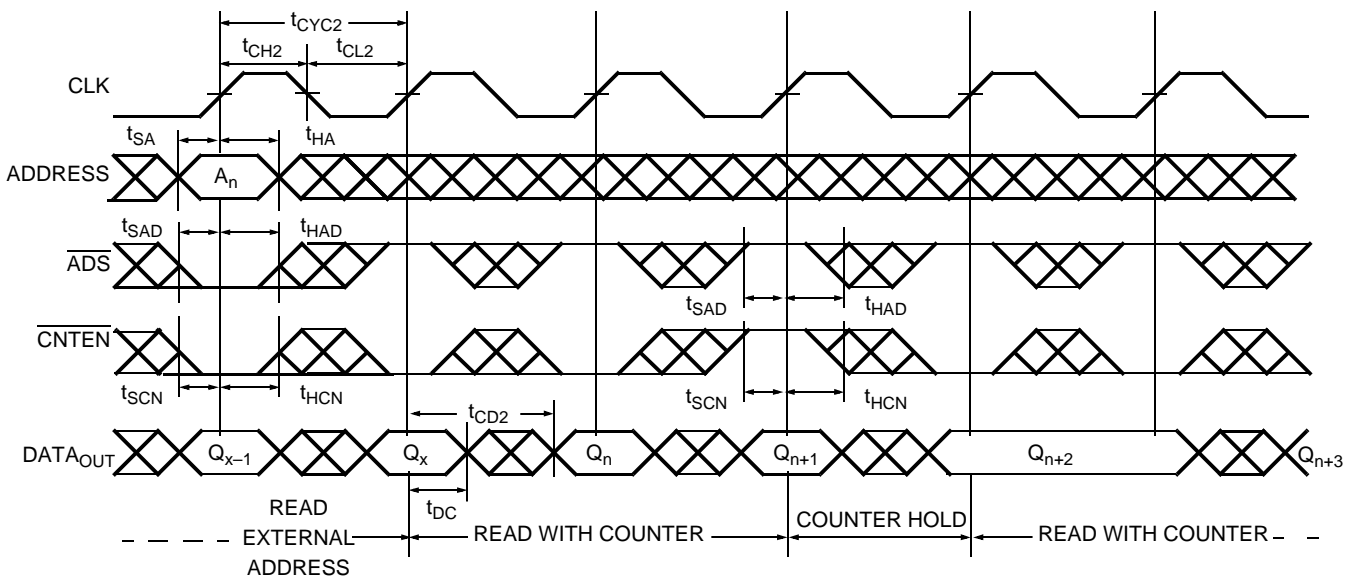 tCYC2
tCH2 tCL2
CLK
tSA tHA
ADDRESS An
tSAD tHAD
ADS
tSAD tHAD
CNTEN
tSCN tHCN tSCN tHCN
tCD2
DATAOUT Qx–1 Qx Qn Qn+1 Qn+2 Qn+3
tDC
READ
EXTERNAL
ADDRESS
READ WITH COUNTER COUNTER HOLD READ WITH COUNTER